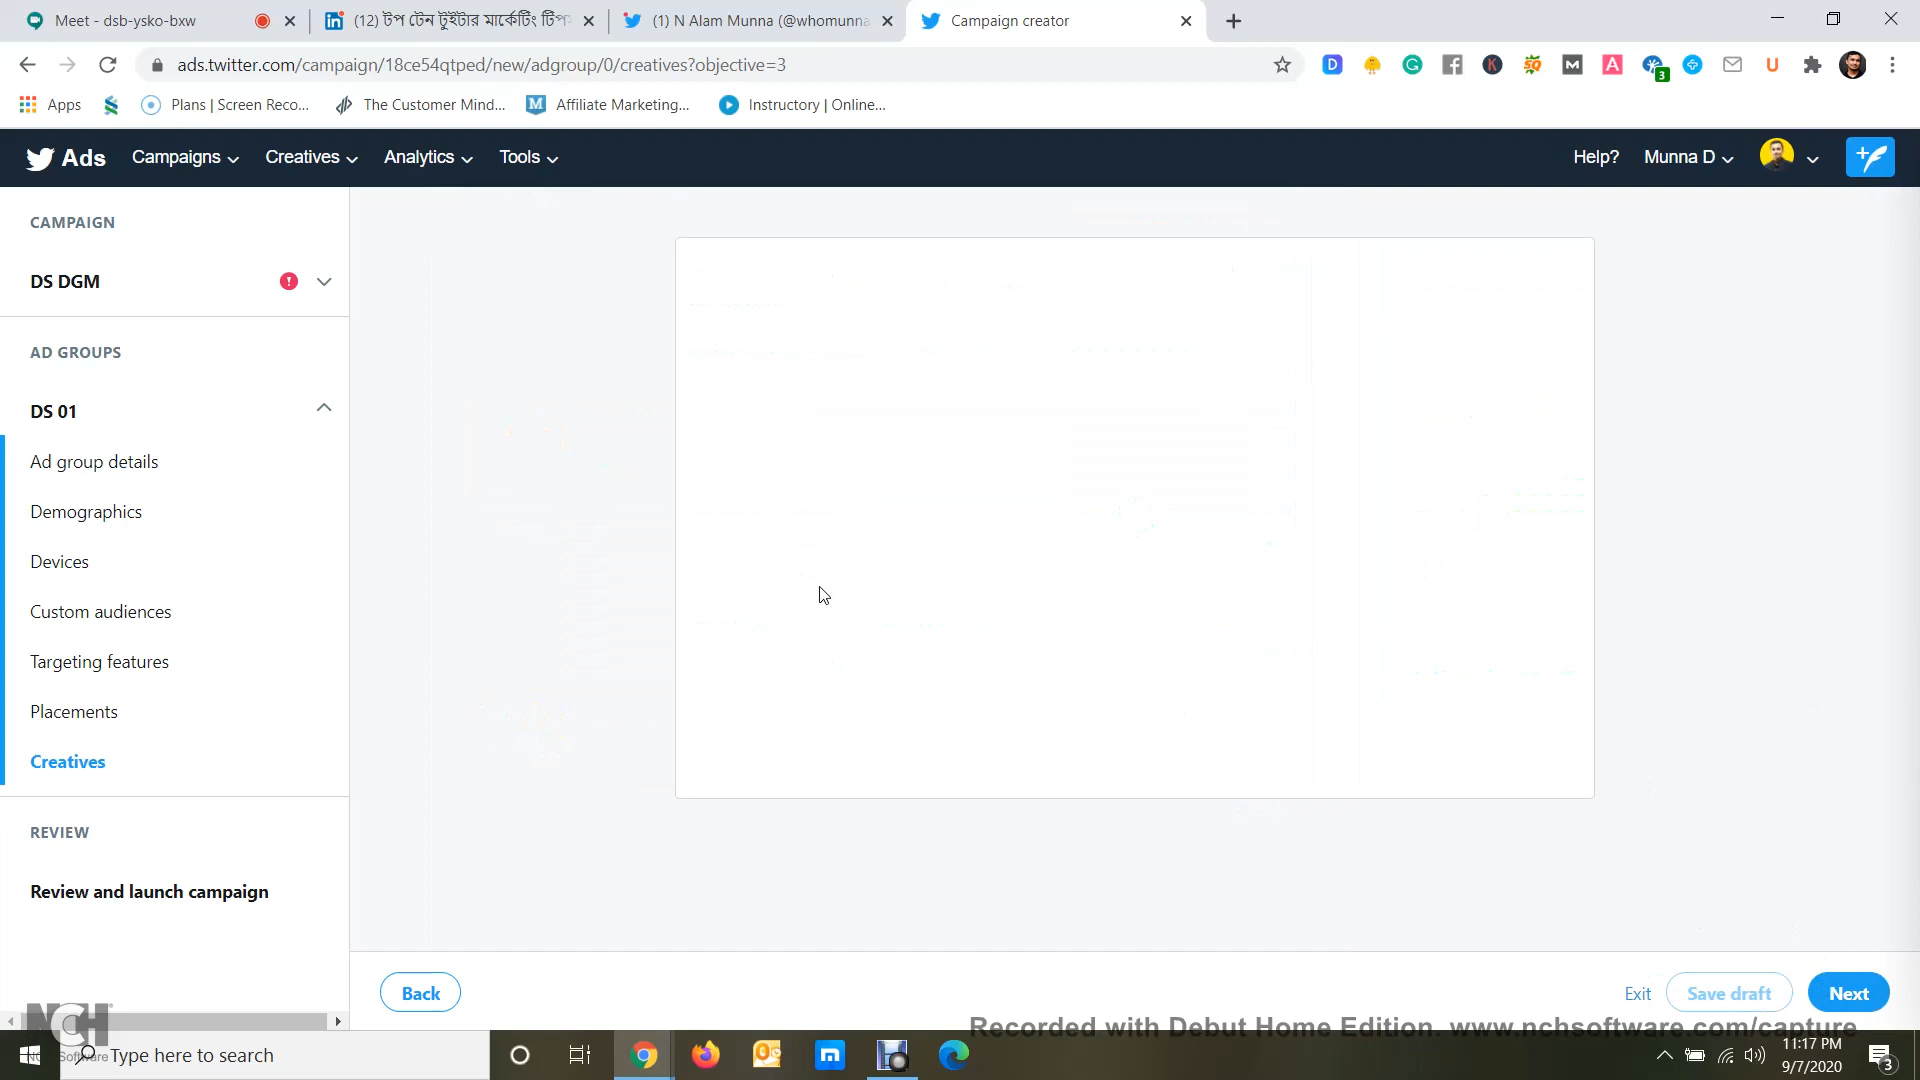 Meet - dsb-ysko-bxw
(12) টপ টেন টুইটার মার্কেটিং টিপস
(1) N Alam Munna (@whomunna
Campaign creator
ads.twitter.com/campaign/18ce54qtped/new/adgroup/0/creatives?objective=3
Apps
Plans | Screen Reco...
The Customer Mind...
Affiliate Marketing...
Instructory | Online...
Ads
Campaigns
Creatives
Analytics
Tools
Help?
Munna D
CAMPAIGN
DS DGM
AD GROUPS
DS 01
Ad group details
Demographics
Devices
Custom audiences
Targeting features
Placements
Creatives
REVIEW
Review and launch campaign
Back
Exit
Save draft
Next
NCH
Software
Recorded with Debut Home Edition. www.nchsoftware.com/capture
Type here to search
11:17 PM
9/7/2020
3